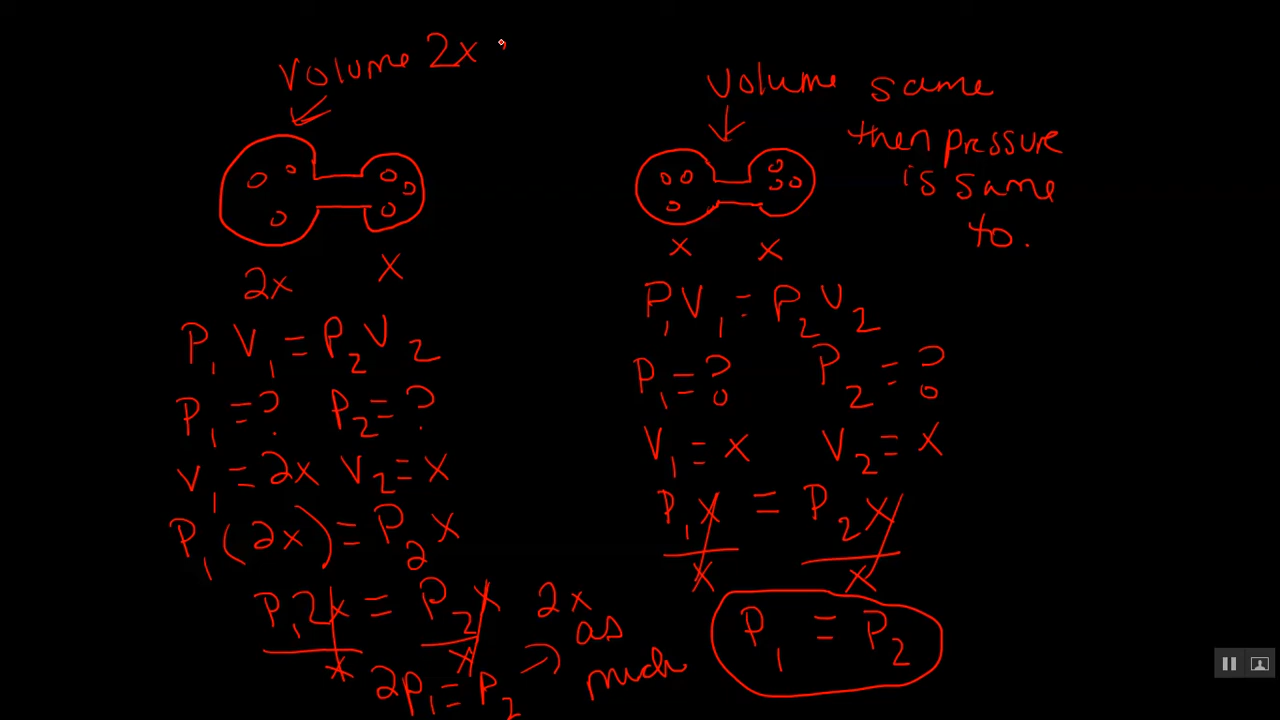 Volume 2x
2x x
P₁V₁ = P₂V₂
P₁ = ? P₂ = ?
V₁ = 2x V₂ = x
P₁(2x) = P₂x
P₁2x = P₂x
x x
2P₁ = P₂ → 2x as much
volume same
then pressure
is same
to.
x x
P₁V₁ = P₂V₂
P₁ = ? P₂ = ?
V₁ = x V₂ = x
P₁x = P₂x
x x
P₁ = P₂